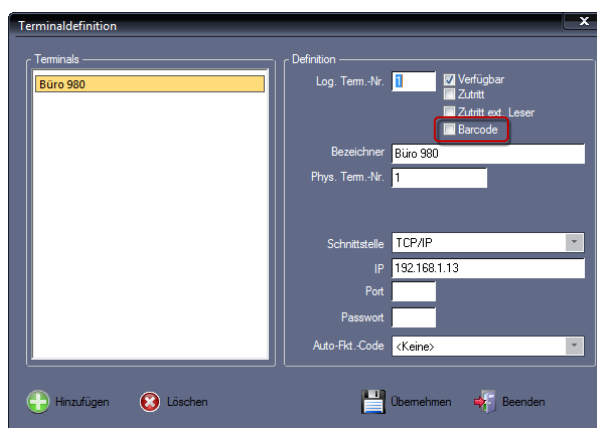 Terminaldefinition
x
Terminals
Büro 980
Definition
Log. Term.-Nr. 1
Verfügbar
Zutritt
Zutritt ext. Leser
Barcode
Bezeichner Büro 980
Phys. Term.-Nr. 1
Schnittstelle TCP/IP
IP 192.168.1.13
Port
Passwort
Auto-Fkt.-Code <Keine>
Hinzufügen Löschen Übernehmen Beenden